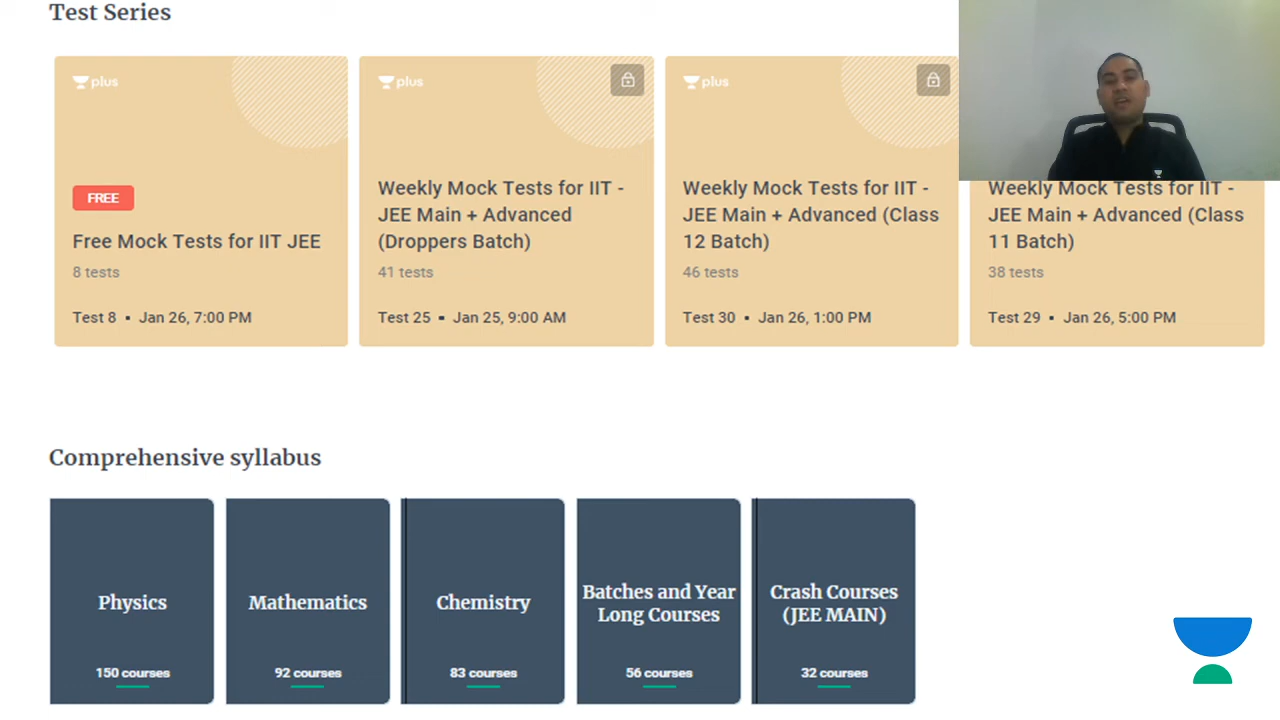 Test Series
plus
FREE
Free Mock Tests for IIT JEE
8 tests
Test 8 ▪ Jan 26, 7:00 PM
plus
Weekly Mock Tests for IIT -
JEE Main + Advanced
(Droppers Batch)
41 tests
Test 25 ▪ Jan 25, 9:00 AM
plus
Weekly Mock Tests for IIT -
JEE Main + Advanced (Class
12 Batch)
46 tests
Test 30 ▪ Jan 26, 1:00 PM
Weekly Mock Tests for IIT -
JEE Main + Advanced (Class
11 Batch)
38 tests
Test 29 ▪ Jan 26, 5:00 PM
Comprehensive syllabus
Physics
150 courses
Mathematics
92 courses
Chemistry
83 courses
Batches and Year
Long Courses
56 courses
Crash Courses
(JEE MAIN)
32 courses